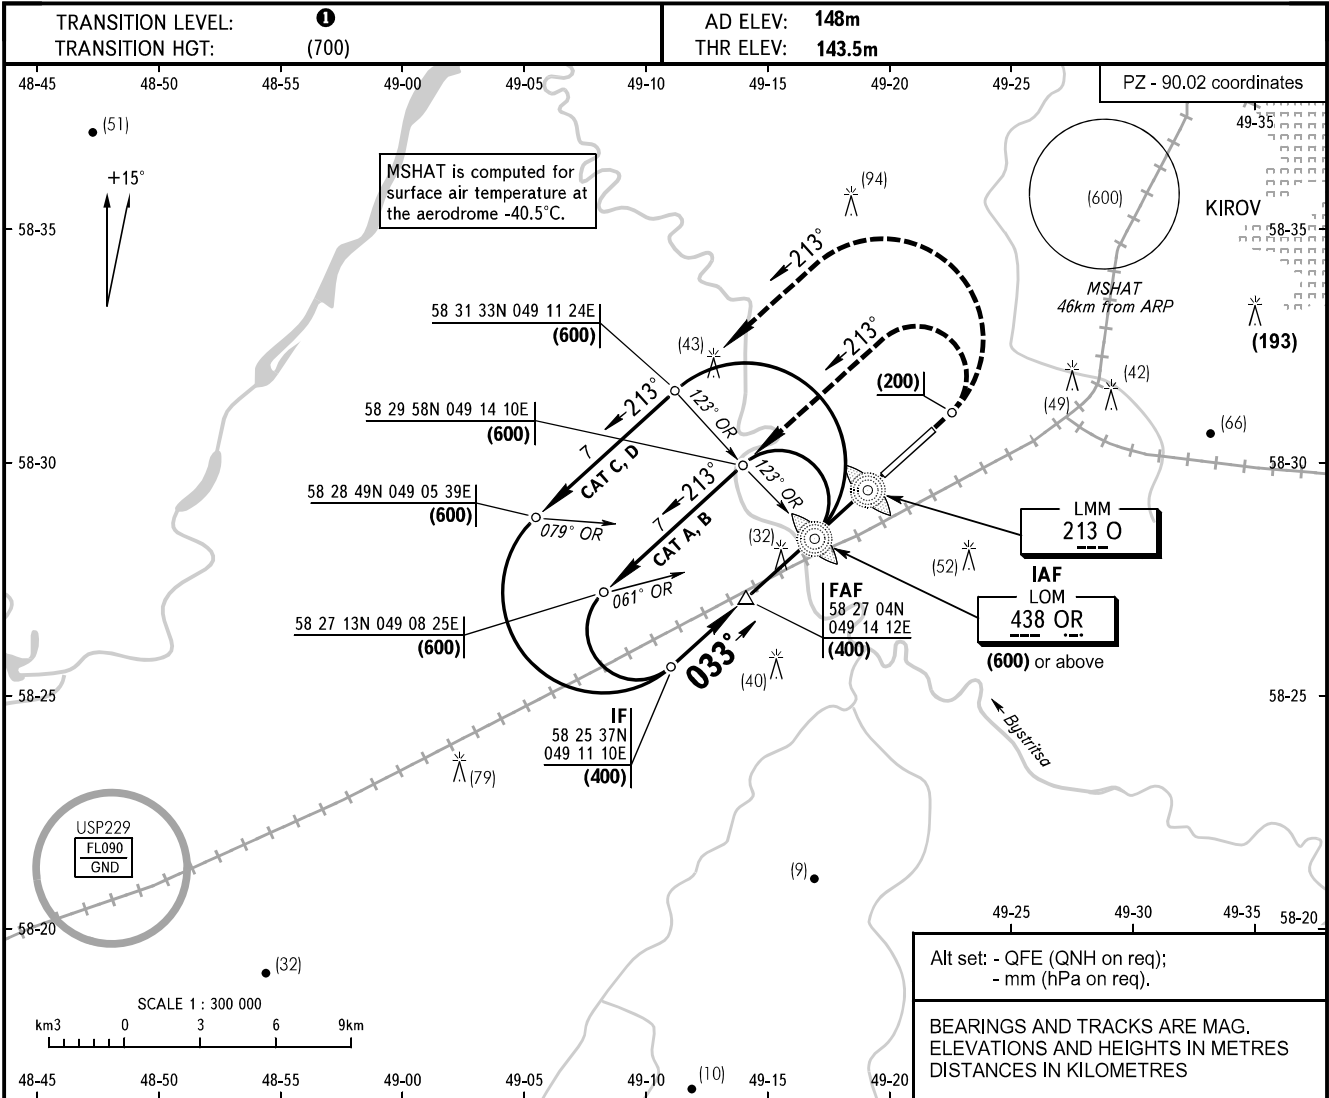 TRANSITION LEVEL: ❶
TRANSITION HGT: (700)
AD ELEV: 148m
THR ELEV: 143.5m
48-45 48-50 48-55 49-00 49-05 49-10 49-15 49-20 49-25
PZ - 90.02 coordinates
49-35
(51)
+15°
MSHAT is computed for
surface air temperature at
the aerodrome -40.5°C.
(94)
(600)
KIROV
58-35
58-35
213°
MSHAT
46km from ARP
58 31 33N 049 11 24E
(600)
(43)
213°
(193)
(200)
(42)
(49)
213°
123° OR
58 29 58N 049 14 10E
(600)
(66)
7
CAT C, D
58-30
58-30
213°
123° OR
58 28 49N 049 05 39E
(600)
079° OR
7
CAT A, B
(32)
LMM
213 O
(52)
IAF
LOM
438 OR
(600) or above
061° OR
FAF
58 27 04N
049 14 12E
(400)
58 27 13N 049 08 25E
(600)
033°
(40)
58-25
58-25
IF
58 25 37N
049 11 10E
(400)
Bystritsa
(79)
USP229
FL090
GND
(9)
49-25 49-30 49-35 58-20
58-20
(32)
Alt set: - QFE (QNH on req);
- mm (hPa on req).
SCALE 1 : 300 000
km3 0 3 6 9km
BEARINGS AND TRACKS ARE MAG.
ELEVATIONS AND HEIGHTS IN METRES
DISTANCES IN KILOMETRES
(10)
48-45 48-50 48-55 49-00 49-05 49-10 49-15 49-20